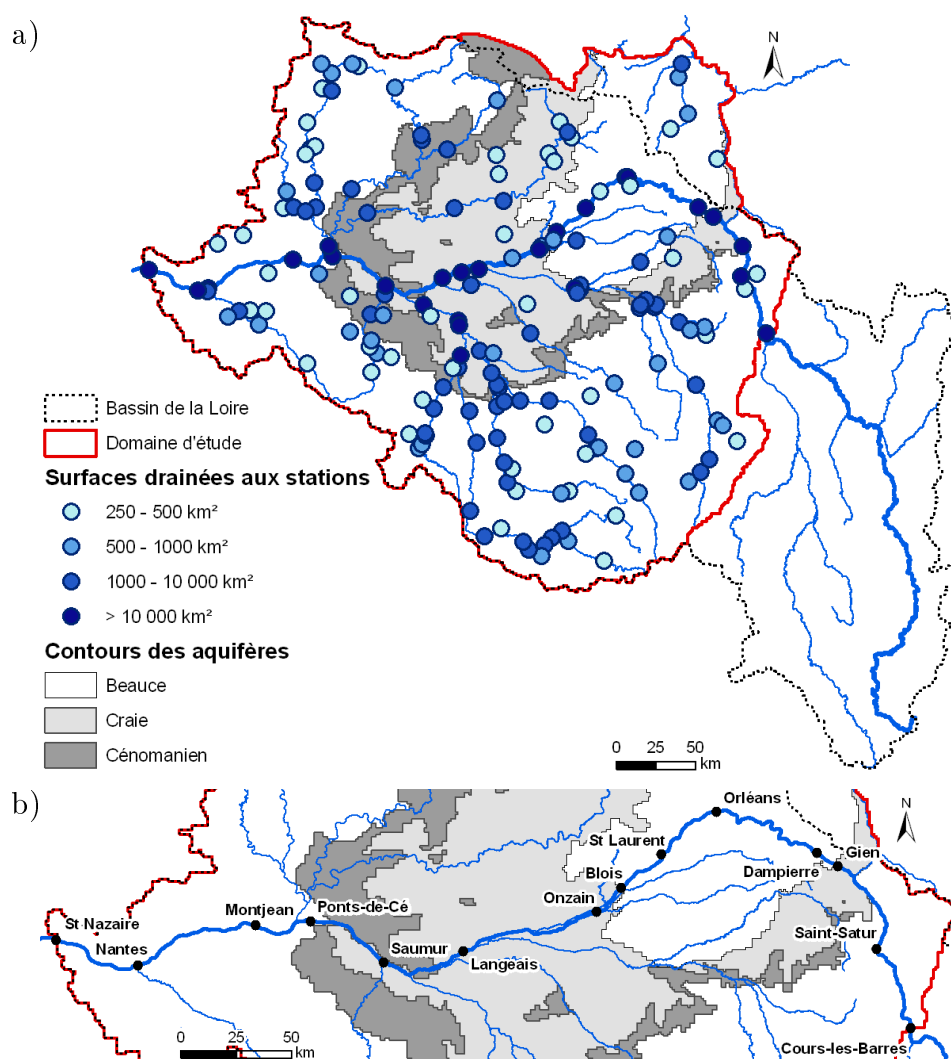 a)
N
Bassin de la Loire
Domaine d'étude
Surfaces drainées aux stations
250 - 500 km²
500 - 1000 km²
1000 - 10 000 km²
> 10 000 km²
Contours des aquifères
Beauce
Craie
Cénomanien
0 25 50
km
b)
N
Orléans
St Laurent
Gien
Blois
Dampierre
Onzain
Montjean
Ponts-de-Cé
St Nazaire
Saint-Satur
Nantes
Saumur
Langeais
0 25 50
km
Cours-les-Barres